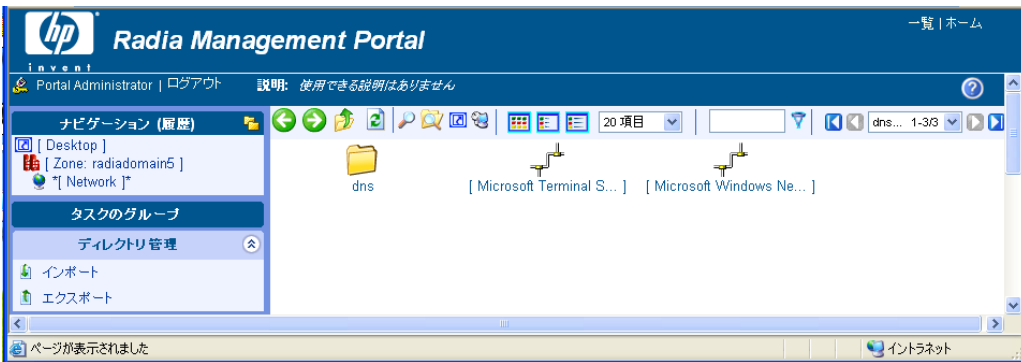 一覧 | ホーム
hp
invent
Radia Management Portal
Portal Administrator | ログアウト
説明: 使用できる説明はありません
ナビゲーション (履歴)
20 項目
dns... 1-3/3
[ Desktop ]
[ Zone: radiadomain5 ]
*[ Network ]*
dns
[ Microsoft Terminal S... ]
[ Microsoft Windows Ne... ]
タスクのグループ
ディレクトリ管理
インポート
エクスポート
ページが表示されました
イントラネット